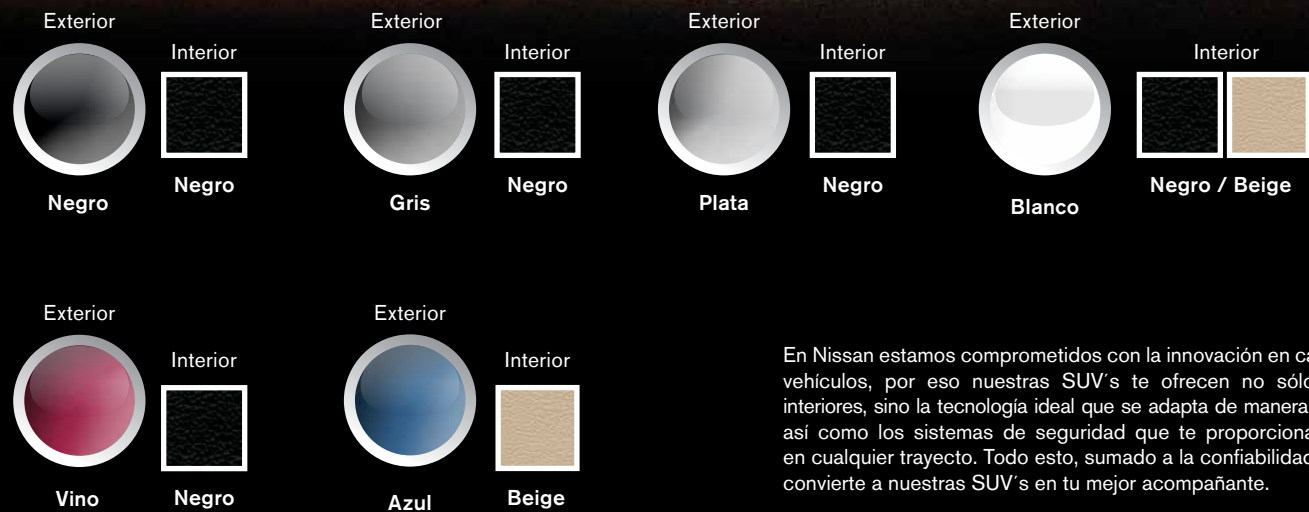 Exterior
Interior
Negro
Negro
Exterior
Interior
Gris
Negro
Exterior
Interior
Plata
Negro
Exterior
Interior
Blanco
Negro / Beige
Exterior
Interior
Vino
Negro
Exterior
Interior
Azul
Beige
En Nissan estamos comprometidos con la innovación en
vehículos, por eso nuestras SUV´s te ofrecen no sólo
interiores, sino la tecnología ideal que se adapta de manera
así como los sistemas de seguridad que te proporciona
en cualquier trayecto. Todo esto, sumado a la confiabilidad
convierte a nuestras SUV´s en tu mejor acompañante.